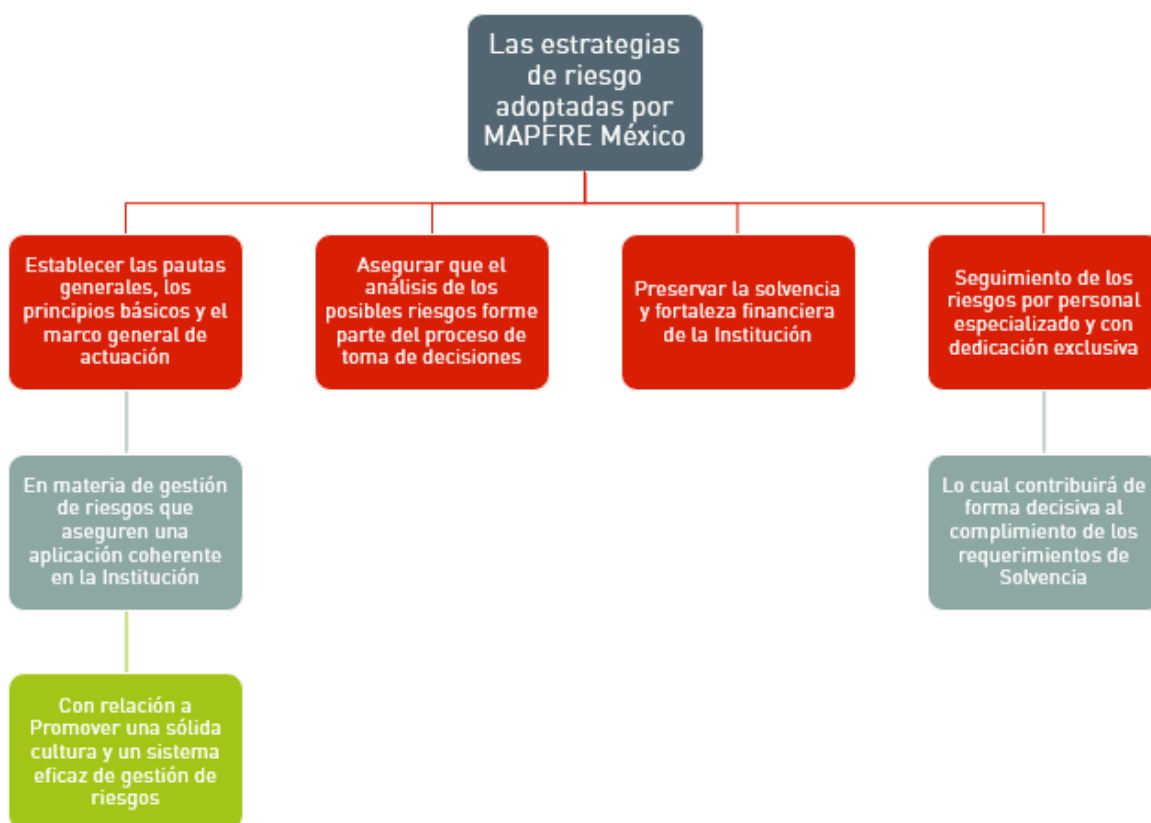 Las estrategias
de riesgo
adoptadas por
MAPFRE México
Establecer las pautas
generales, los
principios básicos y el
marco general de
actuación
Asegurar que el
análisis de los
posibles riesgos forme
parte del proceso de
toma de decisiones
Preservar la solvencia
y fortaleza financiera
de la Institución
Seguimiento de los
riesgos por personal
especializado y con
dedicación exclusiva
En materia de gestión
de riesgos que
aseguren una
aplicación coherente
en la Institución
Lo cual contribuirá de
forma decisiva al
complimiento de los
requerimientos de
Solvencia
Con relación a
Promover una sólida
cultura y un sistema
eficaz de gestión de
riesgos